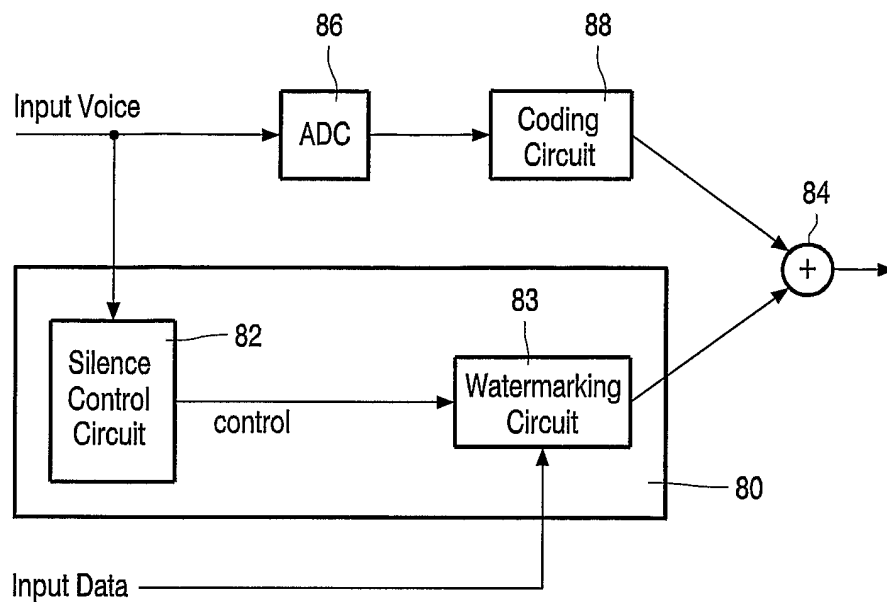 86
88
Input Voice
ADC
Coding
Circuit
84
+
82
83
Silence
Control
Circuit
control
Watermarking
Circuit
80
Input Data